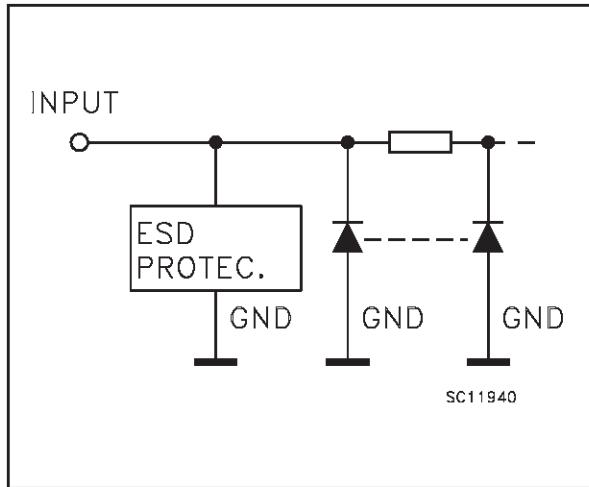 INPUT
ESD
PROTEC.
GND
GND
GND
SC11940